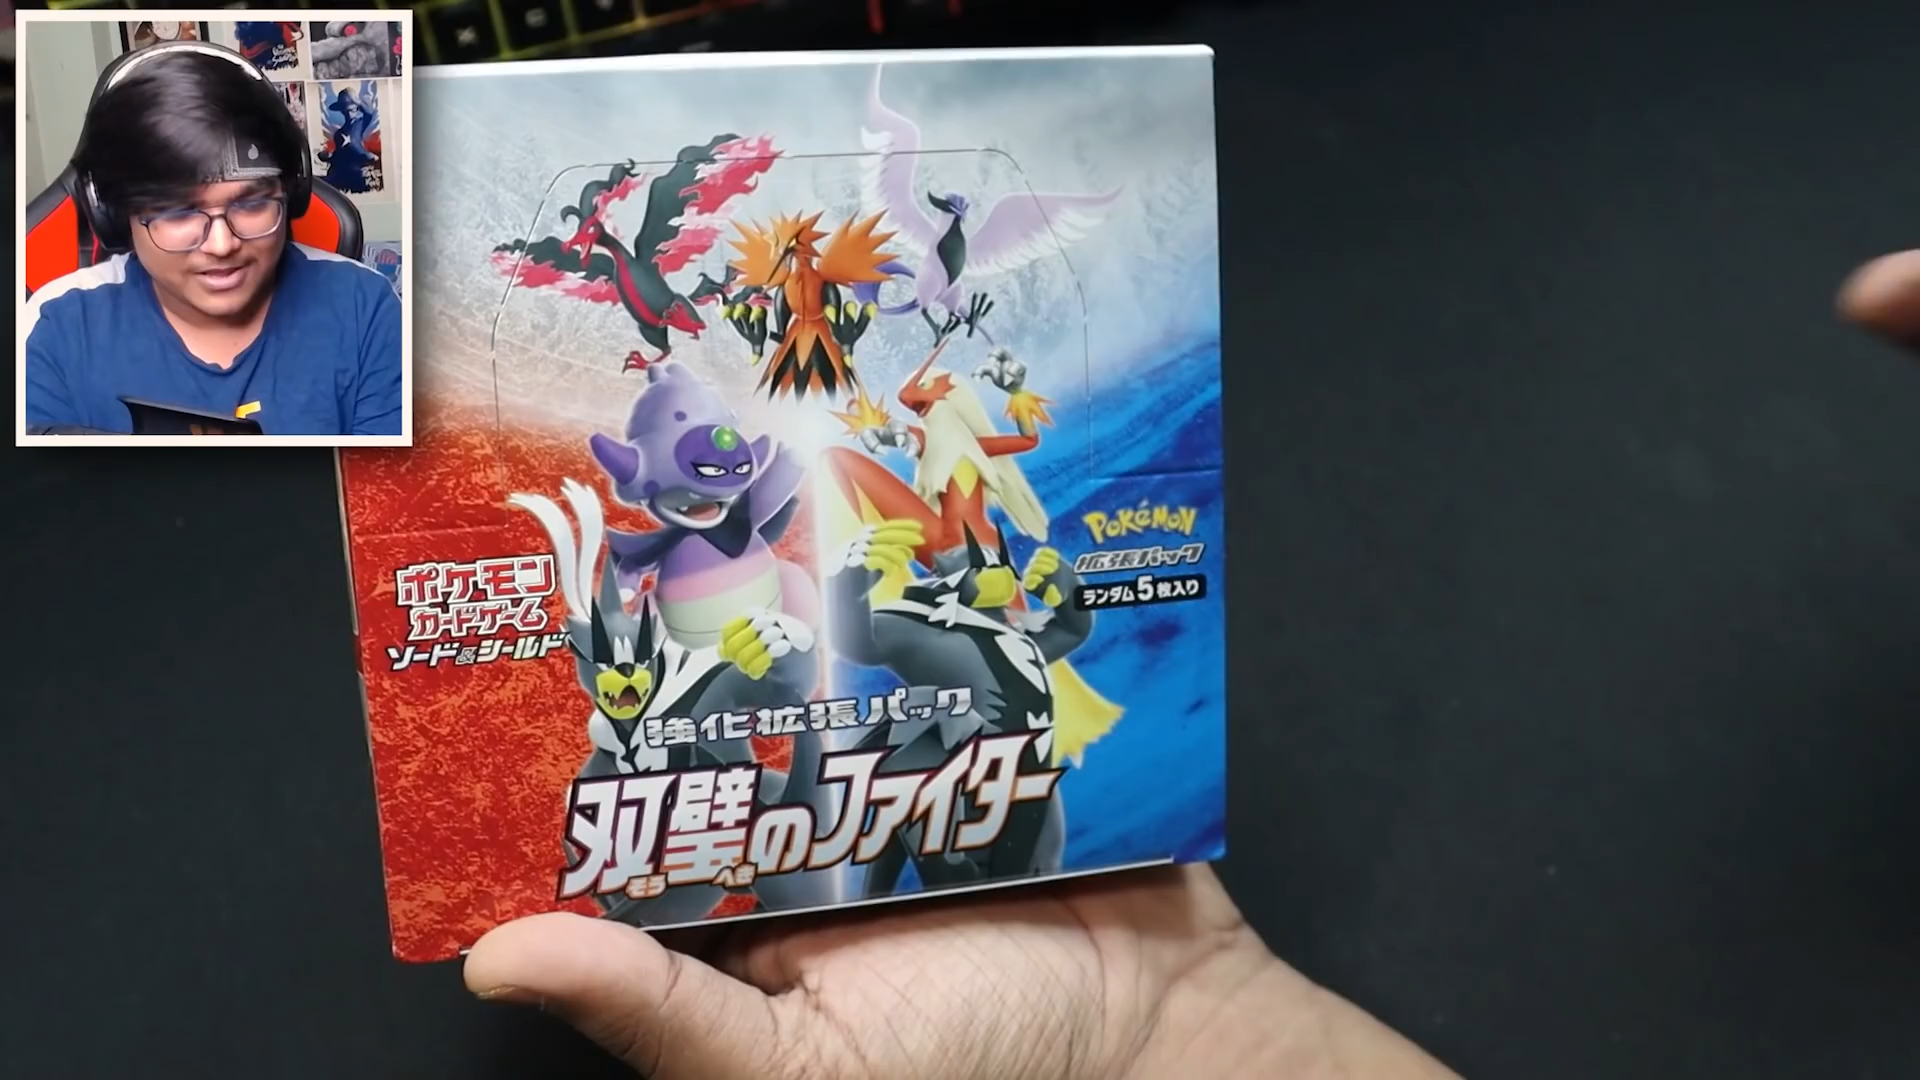 ポケモン
カードゲーム
ソード&シールド
POKéMON
拡張パック
ランダム5枚入り
強化拡張パック
双璧のファイター
そうへき